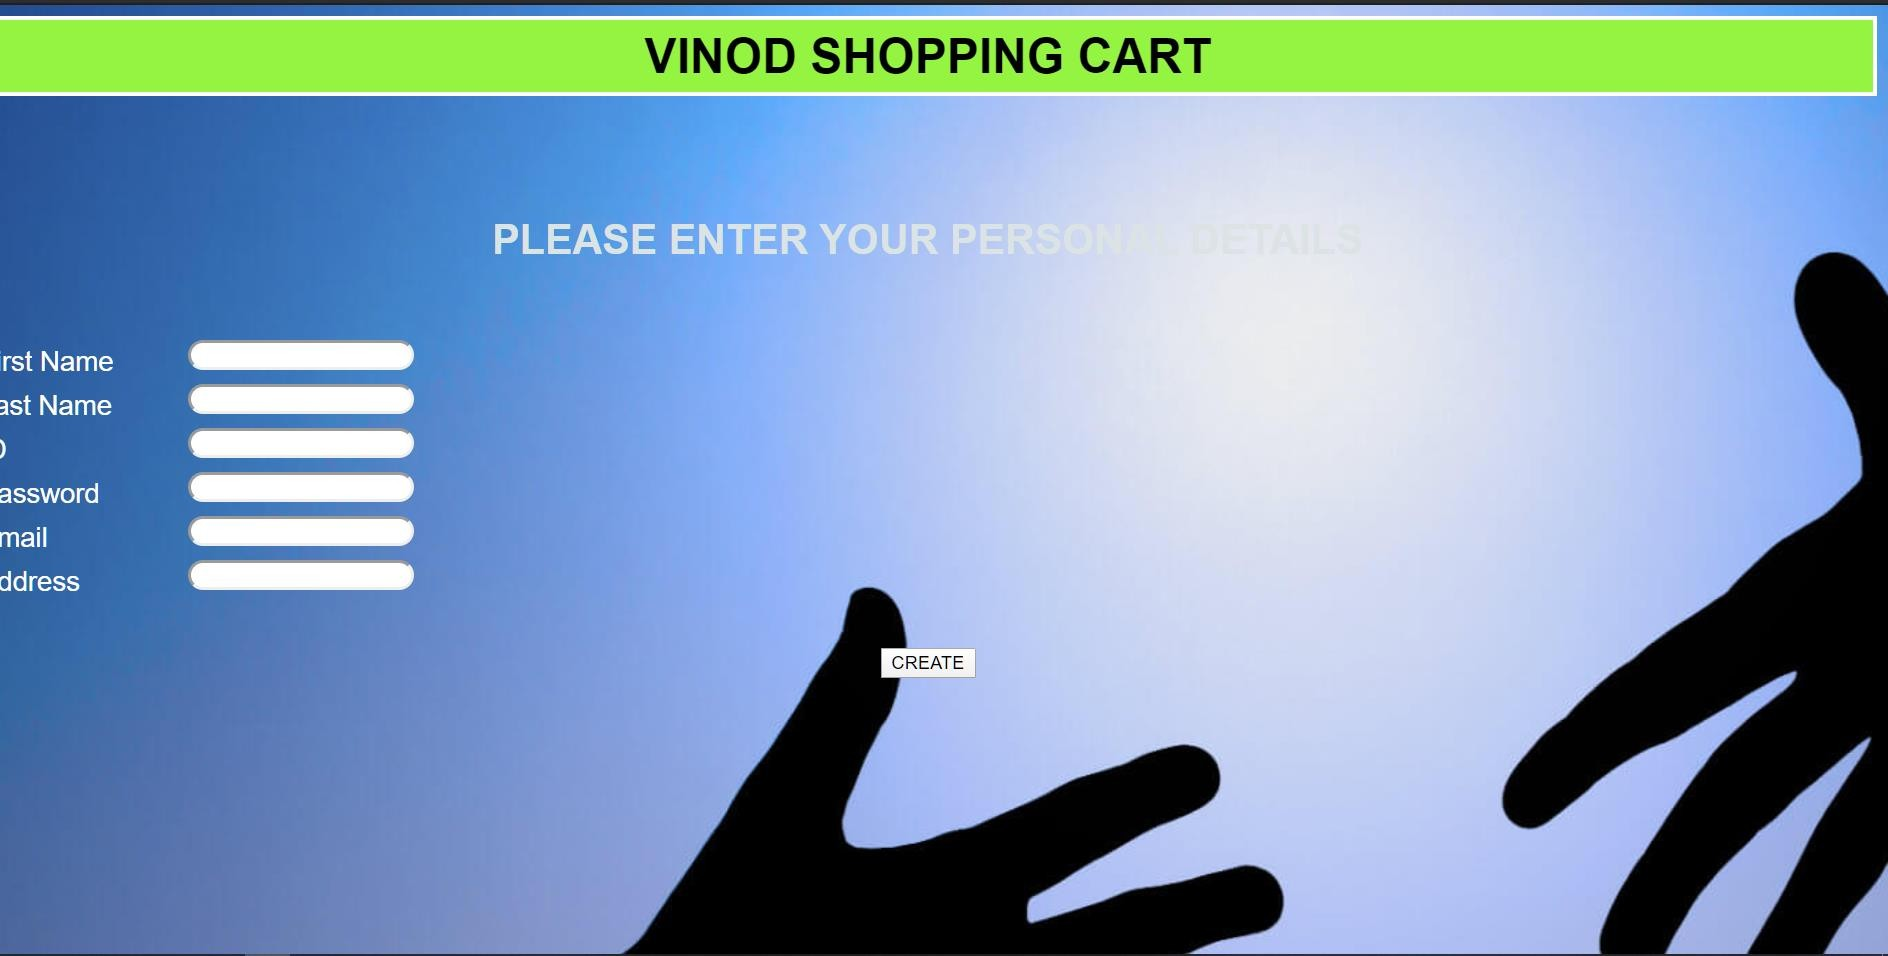 VINOD SHOPPING CART
PLEASE ENTER YOUR PERSONAL DETAILS
irst Name
ast Name
D
assword
mail
ddress
CREATE